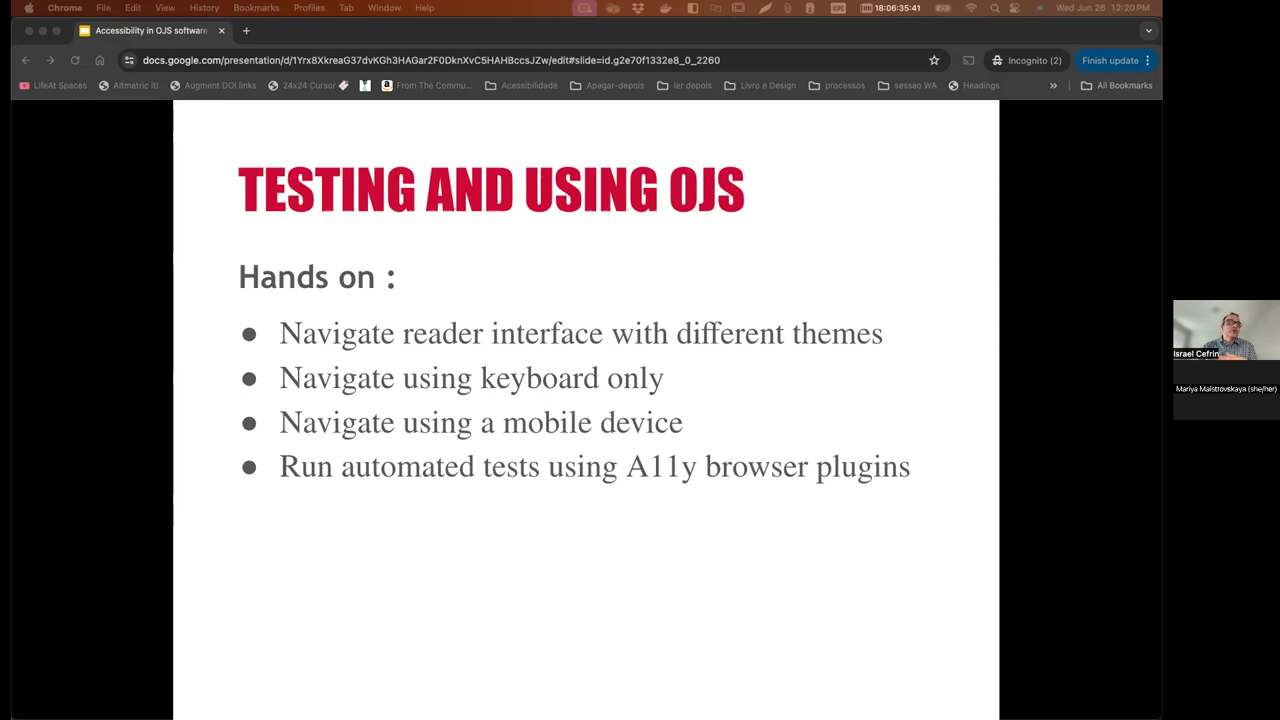 Chrome File Edit View History Bookmarks Profiles Tab Window Help 18:06:35:41 Wed Jun 26 12:20 PM
Accessibility in OJS software
docs.google.com/presentation/d/1Yrx8XkreaG37dvKGh3HAGar2F0DknXvC5HAHBccsJZw/edit#slide=id.g2e70f1332e8_0_2260 Incognito (2) Finish update
LifeAt Spaces Altmetric it! Augment DOI links 24x24 Cursor From The Commu... Acessibilidade Apagar-depois ler depois Livro e Design processos sessao WA Headings » All Bookmarks
TESTING AND USING OJS
Hands on :
● Navigate reader interface with different themes
● Navigate using keyboard only
● Navigate using a mobile device
● Run automated tests using A11y browser plugins
Israel Cefrin
Mariya Maistrovskaya (she/her)